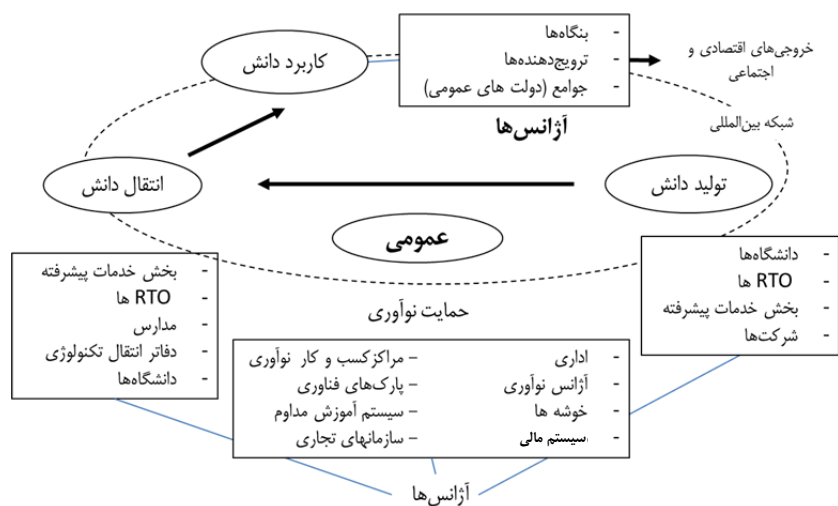 کاربرد دانش
- بنگاه‌ها
- ترویج‌دهنده‌ها
- جوامع (دولت های عمومی)
خروجی‌های اقتصادی و
اجتماعی
آژانس‌ها
شبکه بین‌المللی
تولید دانش
انتقال دانش
عمومی
- دانشگاه‌ها
- RTO ها
- بخش خدمات پیشرفته
- شرکت‌ها
- بخش خدمات پیشرفته
- RTO ها
- مدارس
- دفاتر انتقال تکنولوژی
- دانشگاه‌ها
حمایت نوآوری
- اداری
- آژانس نوآوری
- خوشه ها
- سیستم مالی
– مراکزکسب و کار نوآوری
– پارک‌های فناوری
– سیستم آموزش مداوم
– سازمانهای تجاری
آژانس‌ها